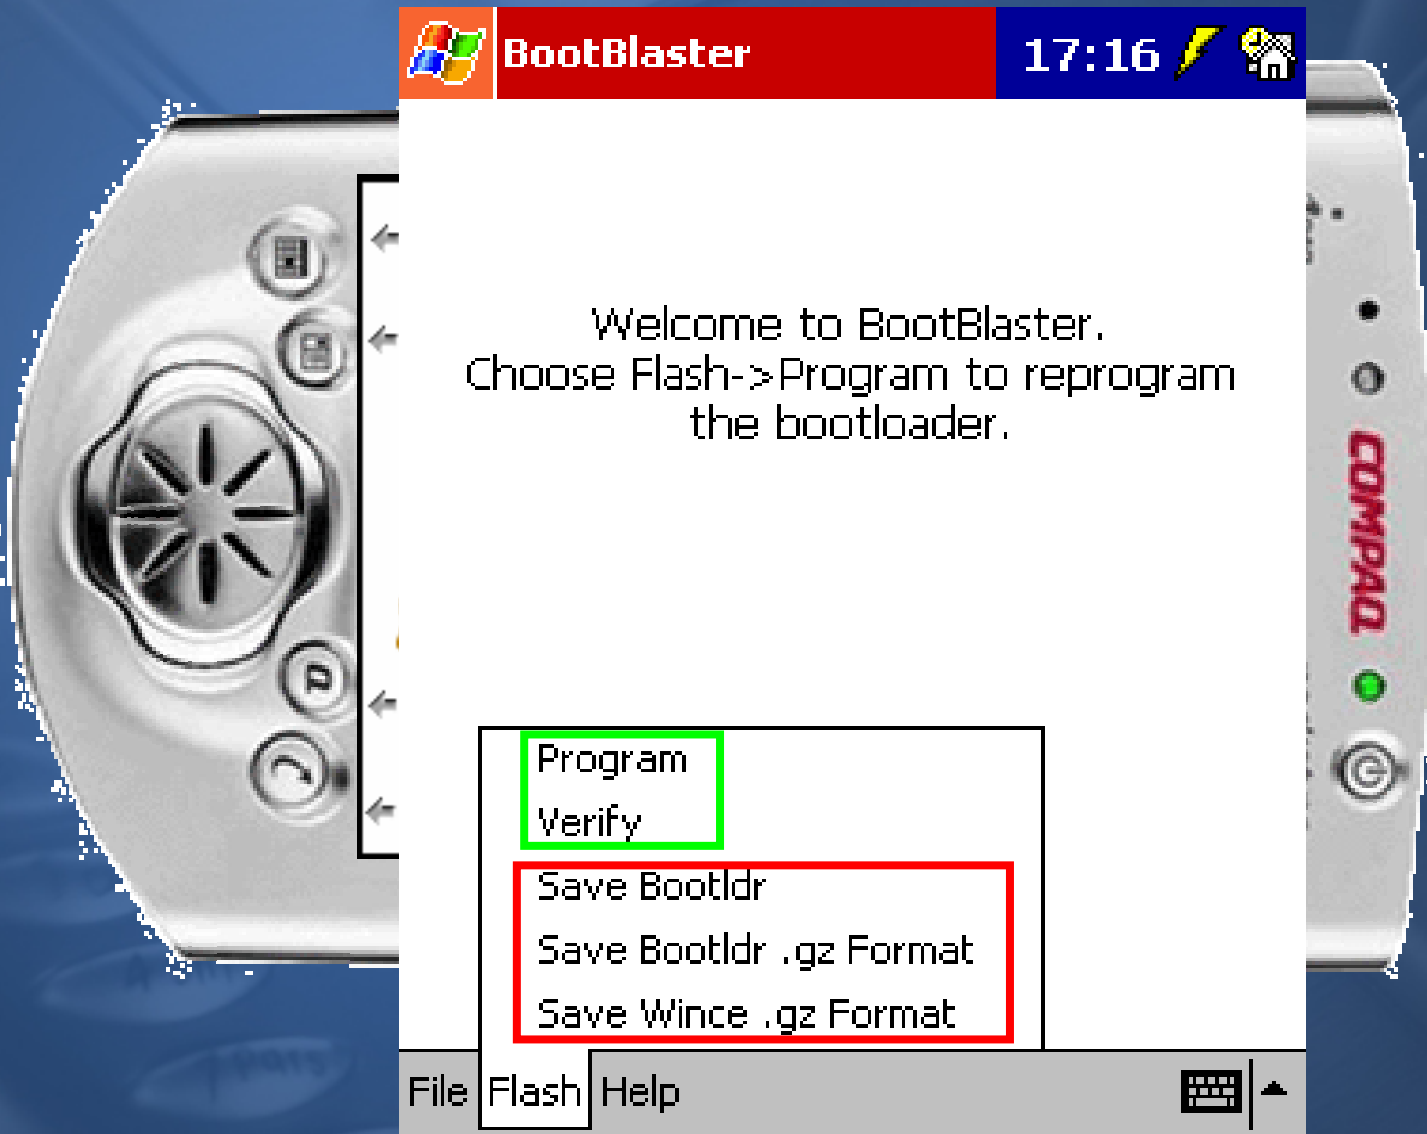 BootBlaster
17:16
Welcome to BootBlaster.
Choose Flash->Program to reprogram
the bootloader.
COMPAQ
Program
Verify
Save Bootldr
Save Bootldr .gz Format
Save Wince .gz Format
File Flash Help